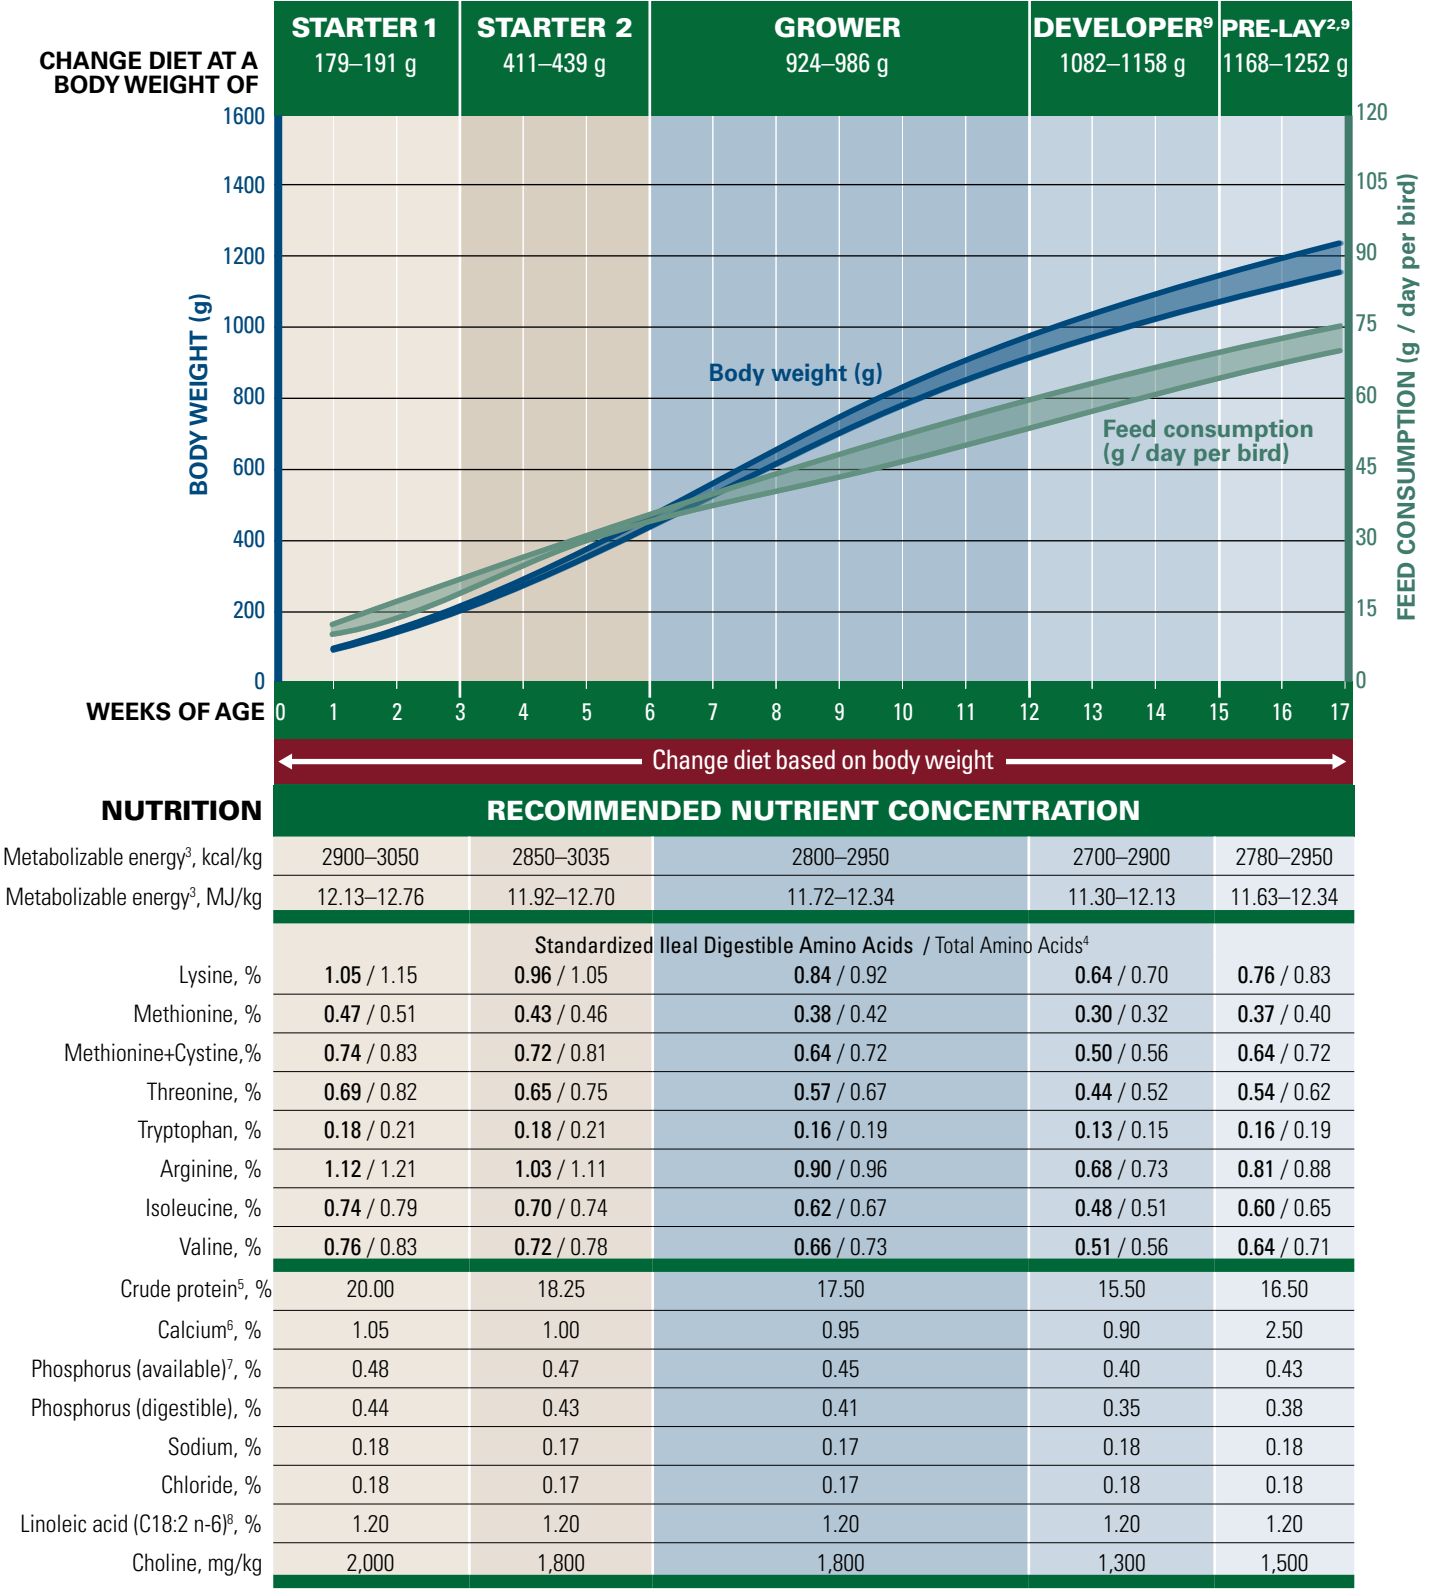 STARTER 1 STARTER 2 GROWER DEVELOPER⁹ PRE-LAY²,⁹
CHANGE DIET AT A BODY WEIGHT OF 179–191 g 411–439 g 924–986 g 1082–1158 g 1168–1252 g
1600 120
1400 105
1200 90
1000 75
800 60
600 45
400 30
200 15
0 0
BODY WEIGHT (g)
FEED CONSUMPTION (g / day per bird)
Body weight (g)
Feed consumption
(g / day per bird)
WEEKS OF AGE 0 1 2 3 4 5 6 7 8 9 10 11 12 13 14 15 16 17
Change diet based on body weight
NUTRITION RECOMMENDED NUTRIENT CONCENTRATION
Metabolizable energy³, kcal/kg 2900–3050 2850–3035 2800–2950 2700–2900 2780–2950
Metabolizable energy³, MJ/kg 12.13–12.76 11.92–12.70 11.72–12.34 11.30–12.13 11.63–12.34
Standardized Ileal Digestible Amino Acids / Total Amino Acids⁴
Lysine, % 1.05 / 1.15 0.96 / 1.05 0.84 / 0.92 0.64 / 0.70 0.76 / 0.83
Methionine, % 0.47 / 0.51 0.43 / 0.46 0.38 / 0.42 0.30 / 0.32 0.37 / 0.40
Methionine+Cystine,% 0.74 / 0.83 0.72 / 0.81 0.64 / 0.72 0.50 / 0.56 0.64 / 0.72
Threonine, % 0.69 / 0.82 0.65 / 0.75 0.57 / 0.67 0.44 / 0.52 0.54 / 0.62
Tryptophan, % 0.18 / 0.21 0.18 / 0.21 0.16 / 0.19 0.13 / 0.15 0.16 / 0.19
Arginine, % 1.12 / 1.21 1.03 / 1.11 0.90 / 0.96 0.68 / 0.73 0.81 / 0.88
Isoleucine, % 0.74 / 0.79 0.70 / 0.74 0.62 / 0.67 0.48 / 0.51 0.60 / 0.65
Valine, % 0.76 / 0.83 0.72 / 0.78 0.66 / 0.73 0.51 / 0.56 0.64 / 0.71
Crude protein⁵, % 20.00 18.25 17.50 15.50 16.50
Calcium⁶, % 1.05 1.00 0.95 0.90 2.50
Phosphorus (available)⁷, % 0.48 0.47 0.45 0.40 0.43
Phosphorus (digestible), % 0.44 0.43 0.41 0.35 0.38
Sodium, % 0.18 0.17 0.17 0.18 0.18
Chloride, % 0.18 0.17 0.17 0.18 0.18
Linoleic acid (C18:2 n-6)⁸, % 1.20 1.20 1.20 1.20 1.20
Choline, mg/kg 2,000 1,800 1,800 1,300 1,500